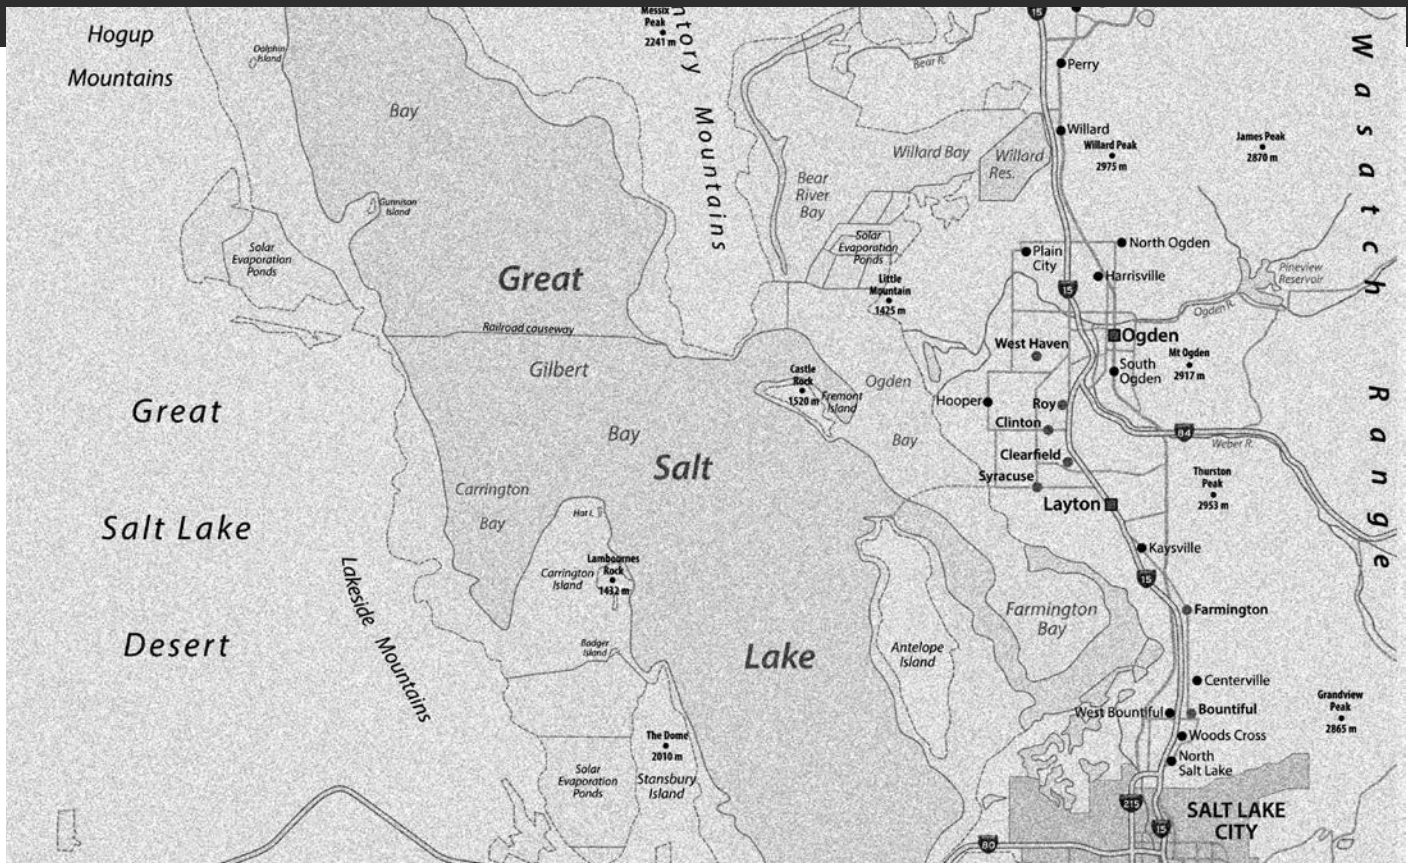 Hogup
Mountains
Dolphin
Island
Messix
Peak
2241 m
ntory
Mountains
15
Perry
Bear R.
Bay
Willard
Willard Peak
2975 m
James Peak
2870 m
Wasatch Range
Willard Bay
Willard
Res.
Bear
River
Bay
Gunnison
Island
Solar
Evaporation
Ponds
Solar
Evaporation
Ponds
North Ogden
Plain
City
Harrisville
Pineview
Reservoir
Great
Little
Mountain
1425 m
15
Ogden R.
Railroad causeway
Ogden
West Haven
Mt Ogden
2917 m
South
Ogden
Gilbert
Bay
Castle
Rock
1520 m
Fremont
Island
Ogden
Bay
Hooper
Roy
Clinton
84
Weber R.
Great
Salt Lake
Desert
Salt
Clearfield
Syracuse
Thurston
Peak
2953 m
Carrington
Bay
Layton
Hat I.
Kaysville
Lambournes
Rock
1432 m
Carrington
Island
15
Lakeside Mountains
Farmington
Bay
Farmington
Badger
Island
Lake
Antelope
Island
Centerville
Grandview
Peak
2865 m
West Bountiful
Bountiful
Woods Cross
The Dome
2010 m
North
Salt Lake
Solar
Evaporation
Ponds
Stansbury
Island
215
SALT LAKE
CITY
15
80